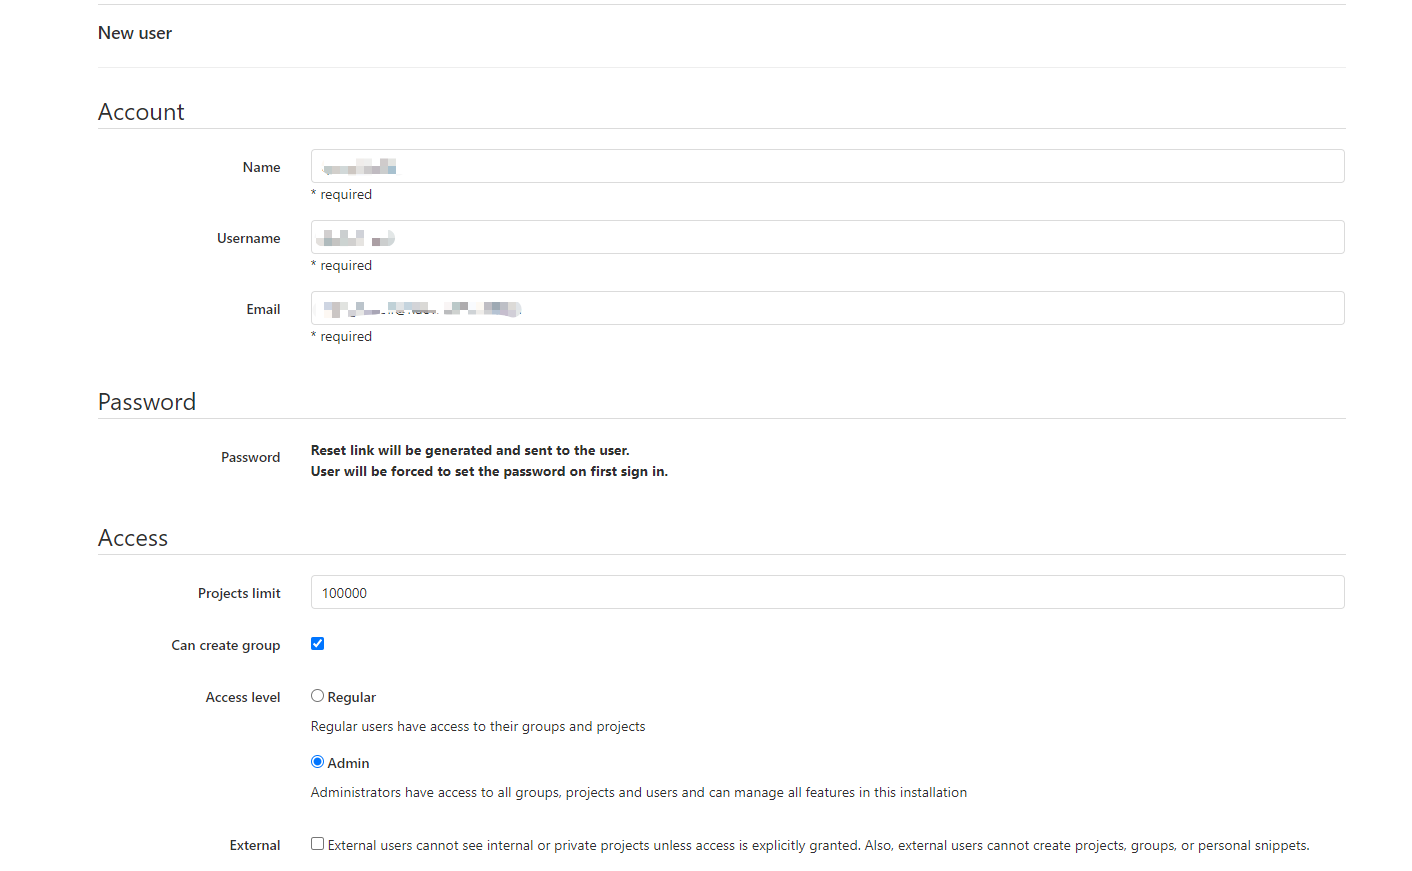 New user
Account
Name
* required
Username
* required
Email
* required
Password
Password
Reset link will be generated and sent to the user.
User will be forced to set the password on first sign in.
Access
Projects limit
100000
Can create group
Access level
Regular
Regular users have access to their groups and projects
Admin
Administrators have access to all groups, projects and users and can manage all features in this installation
External
External users cannot see internal or private projects unless access is explicitly granted. Also, external users cannot create projects, groups, or personal snippets.